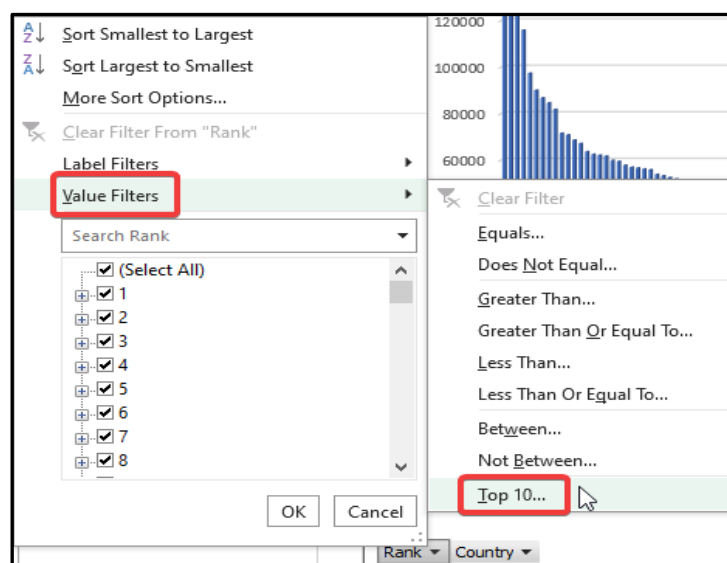 Sort Smallest to Largest
Sort Largest to Smallest
More Sort Options...
Clear Filter From "Rank"
Label Filters
Value Filters
Search Rank
(Select All)
1
2
3
4
5
6
7
8
OK Cancel
120000
100000
80000
60000
Clear Filter
Equals...
Does Not Equal...
Greater Than...
Greater Than Or Equal To...
Less Than...
Less Than Or Equal To...
Between...
Not Between...
Top 10...
Rank Country